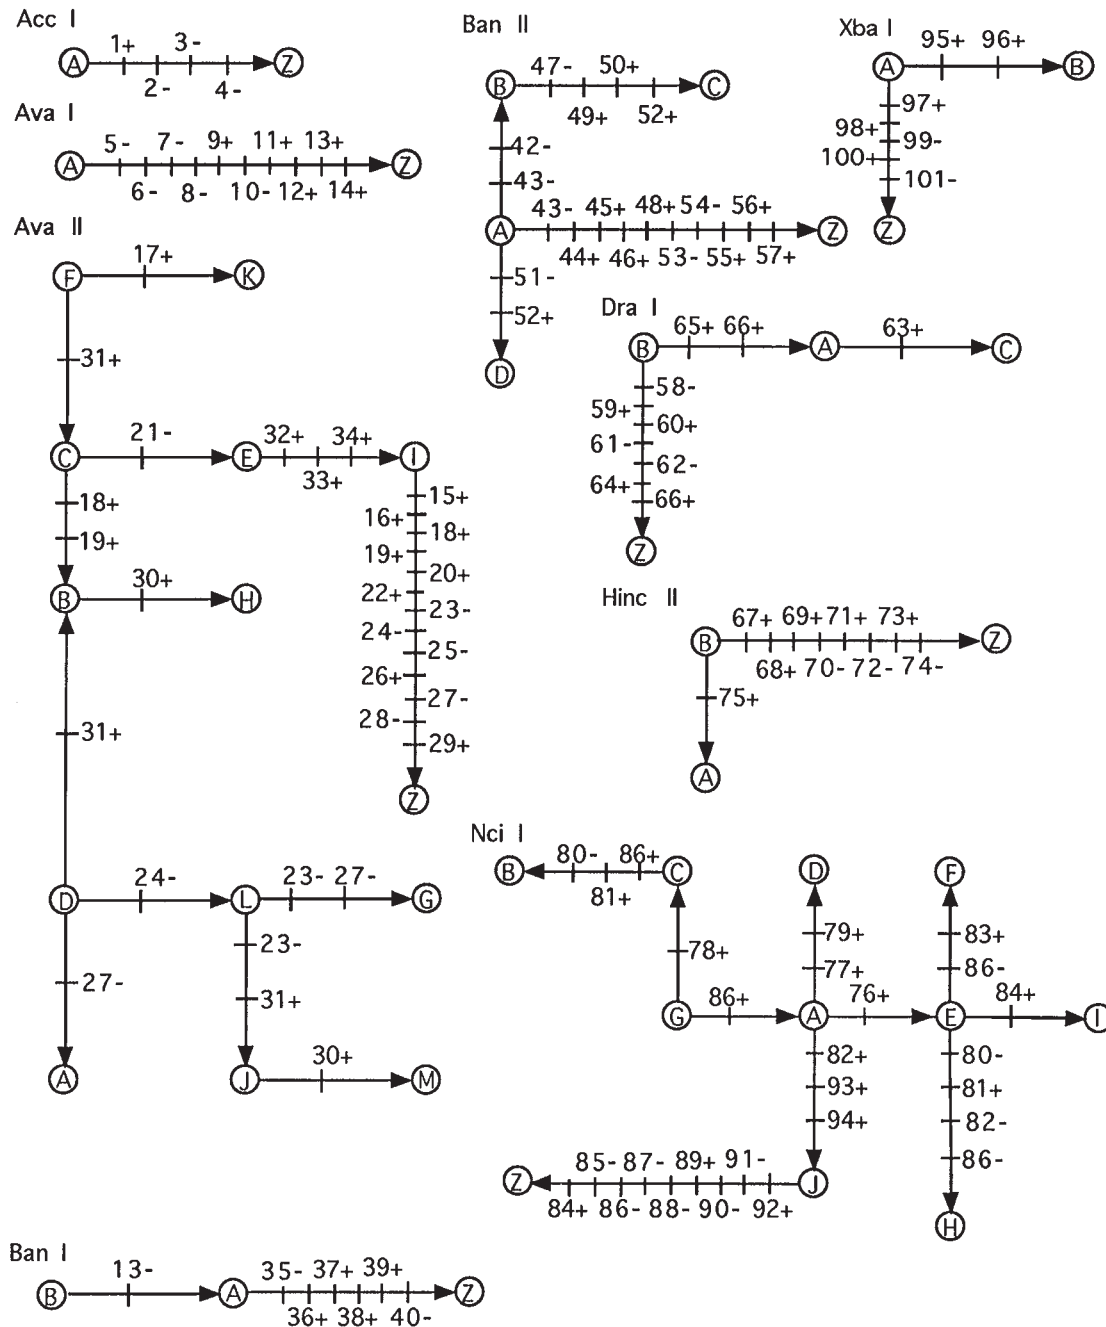 Acc I
1+ 3-
A Z
2- 4-
Ava I
5- 7- 9+ 11+ 13+
A Z
6- 8- 10- 12+ 14+
Ava II
17+
F K
31+
21- 32+ 34+
C E I
33+
18+
19+
15+
16+
18+
19+
20+
22+
23-
24-
25-
26+
27-
28-
29+
Z
30+
B H
31+
24- 23- 27-
D L G
23-
27-
31+
30+
A J M
Ban I
13- 35- 37+ 39+
B A Z
36+ 38+ 40-
Ban II
47- 50+
B C
49+ 52+
42-
43-
43- 45+ 48+ 54- 56+
A Z
44+ 46+ 53- 55+ 57+
51-
52+
D
Xba I
95+ 96+
A B
97+
98+
99-
100+
101-
Z
Dra I
65+ 66+ 63+
B A C
58-
59+
60+
61-
62-
64+
66+
Z
Hinc II
67+ 69+ 71+ 73+
B Z
68+ 70- 72- 74-
75+
A
Nci I
80- 86+
B C D F
81+
79+ 83+
78+
77+ 86-
86+ 76+ 84+
G A E I
82+ 80-
93+ 81+
94+ 82-
86-
85- 87- 89+ 91-
Z J
84+ 86- 88- 90- 92+
H